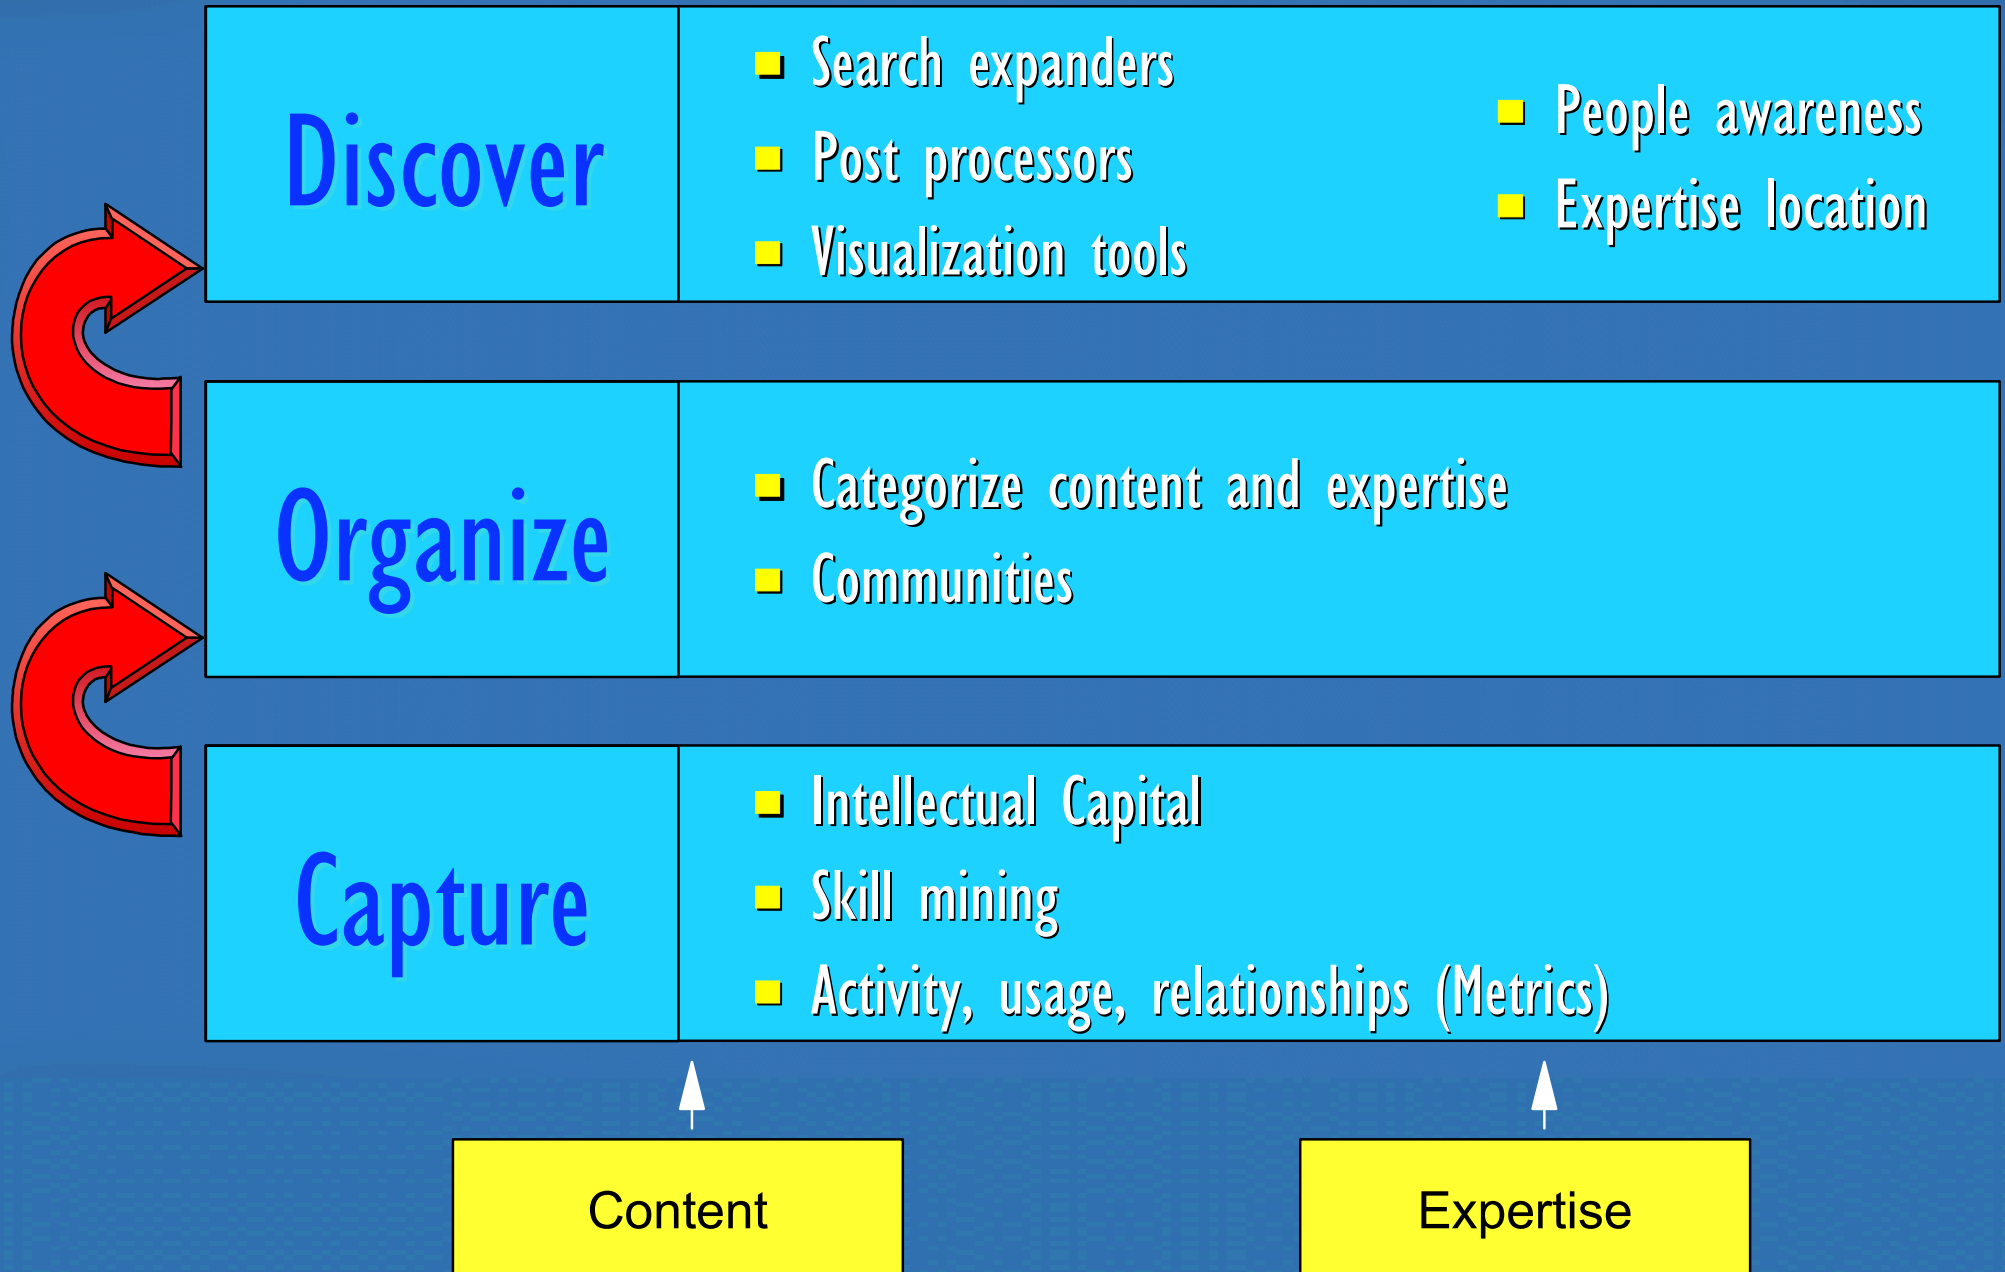 Discover
Search expanders
Post processors
Visualization tools
People awareness
Expertise location
Organize
Categorize content and expertise
Communities
Capture
Intellectual Capital
Skill mining
Activity, usage, relationships (Metrics)
Content
Expertise